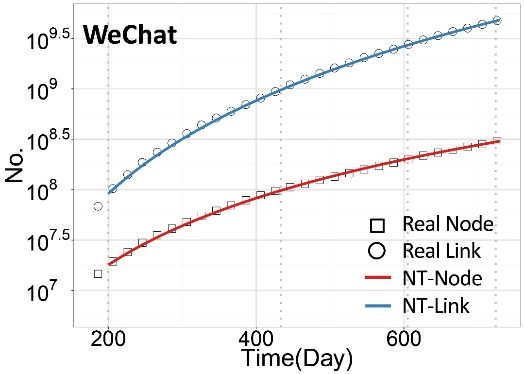 WeChat
10^9.5
10^9
10^8.5
10^8
10^7.5
10^7
No.
Real Node
Real Link
NT-Node
NT-Link
200
400
600
Time(Day)